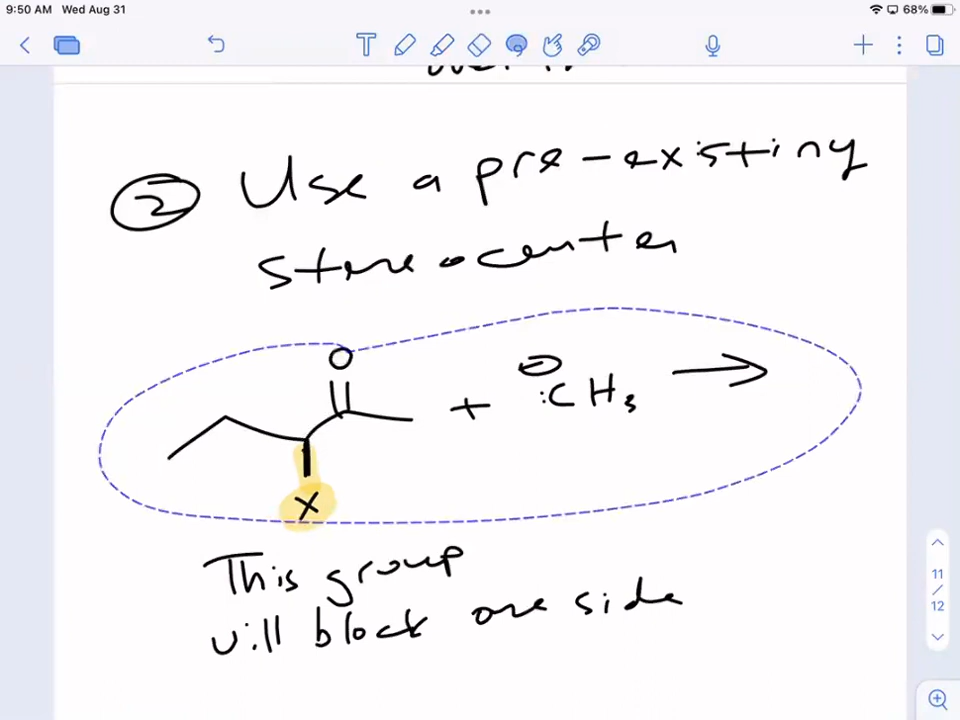 9:50 AM Wed Aug 31
68%
T
② Use a pre-existing
stereocenter
O
+ ⊖:CH₃ →
X
This group
will block one side
11
/
12